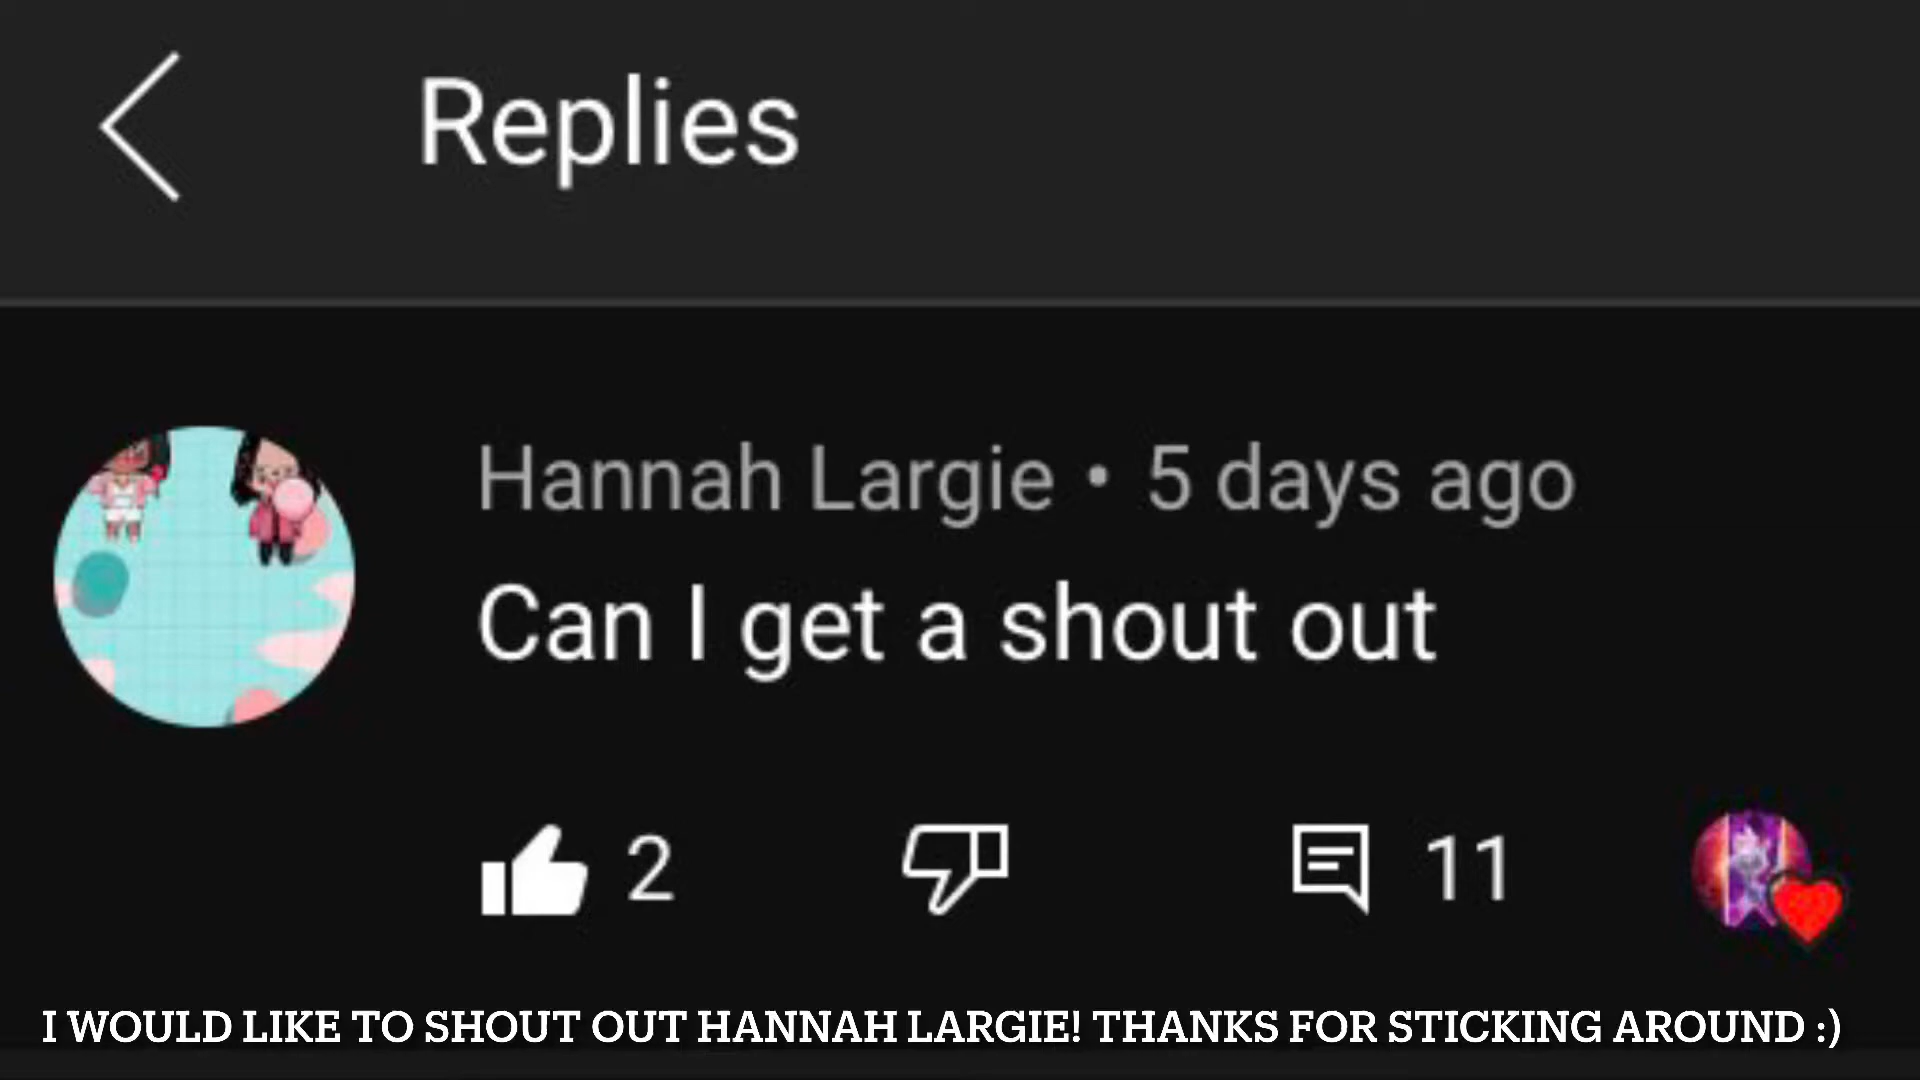 Replies
Hannah Largie • 5 days ago
Can I get a shout out
2 11
I WOULD LIKE TO SHOUT OUT HANNAH LARGIE! THANKS FOR STICKING AROUND :)